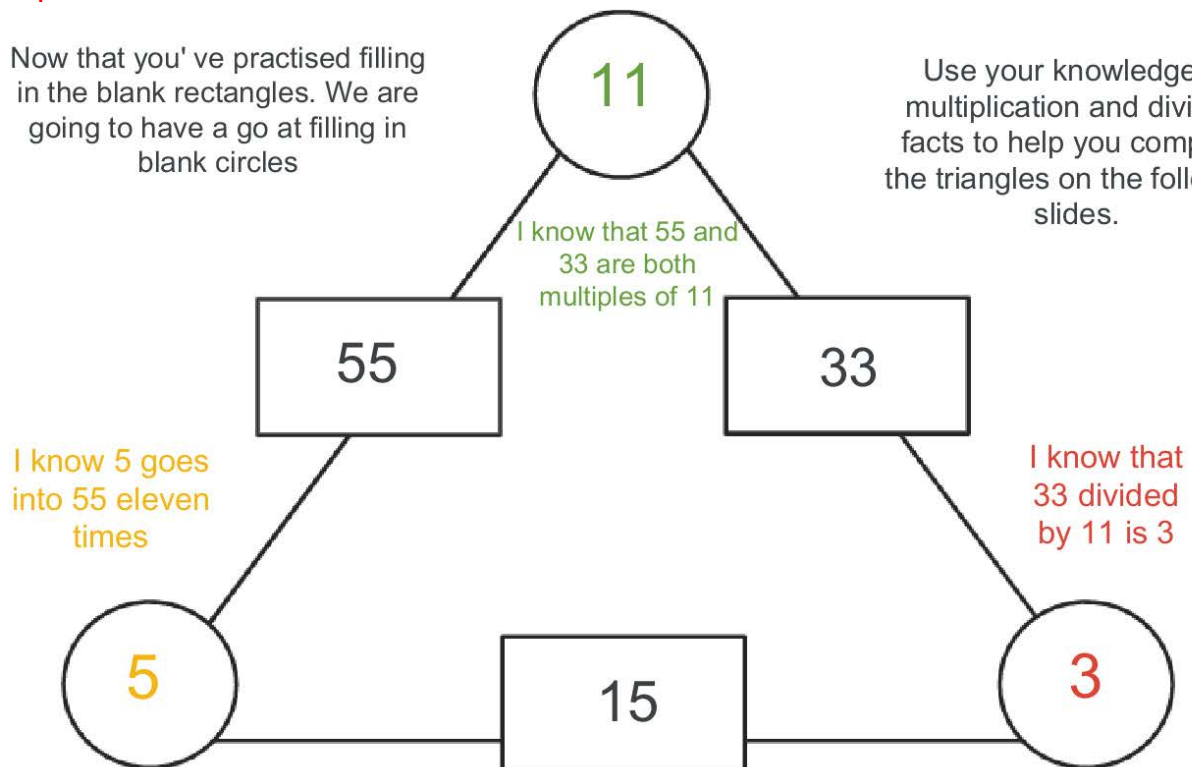 Now that you' ve practised filling
in the blank rectangles. We are
going to have a go at filling in
blank circles
11
Use your knowledge
multiplication and divi
facts to help you comp
the triangles on the follo
slides.
I know that 55 and
33 are both
multiples of 11
55
33
I know 5 goes
into 55 eleven
times
I know that
33 divided
by 11 is 3
5
15
3